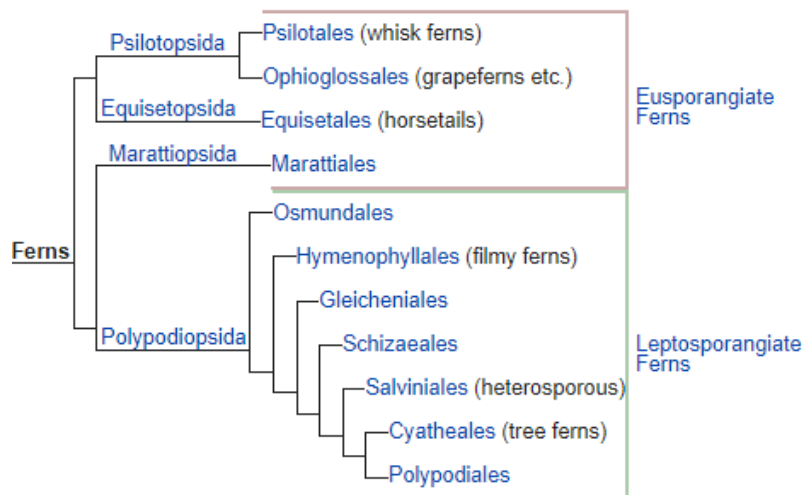 Psilotopsida
Psilotales (whisk ferns)
Ophioglossales (grapeferns etc.)
Equisetopsida
Equisetales (horsetails)
Eusporangiate
Ferns
Marattiopsida
Marattiales
Osmundales
Ferns
Hymenophyllales (filmy ferns)
Gleicheniales
Polypodiopsida
Schizaeales
Leptosporangiate
Ferns
Salviniales (heterosporous)
Cyatheales (tree ferns)
Polypodiales